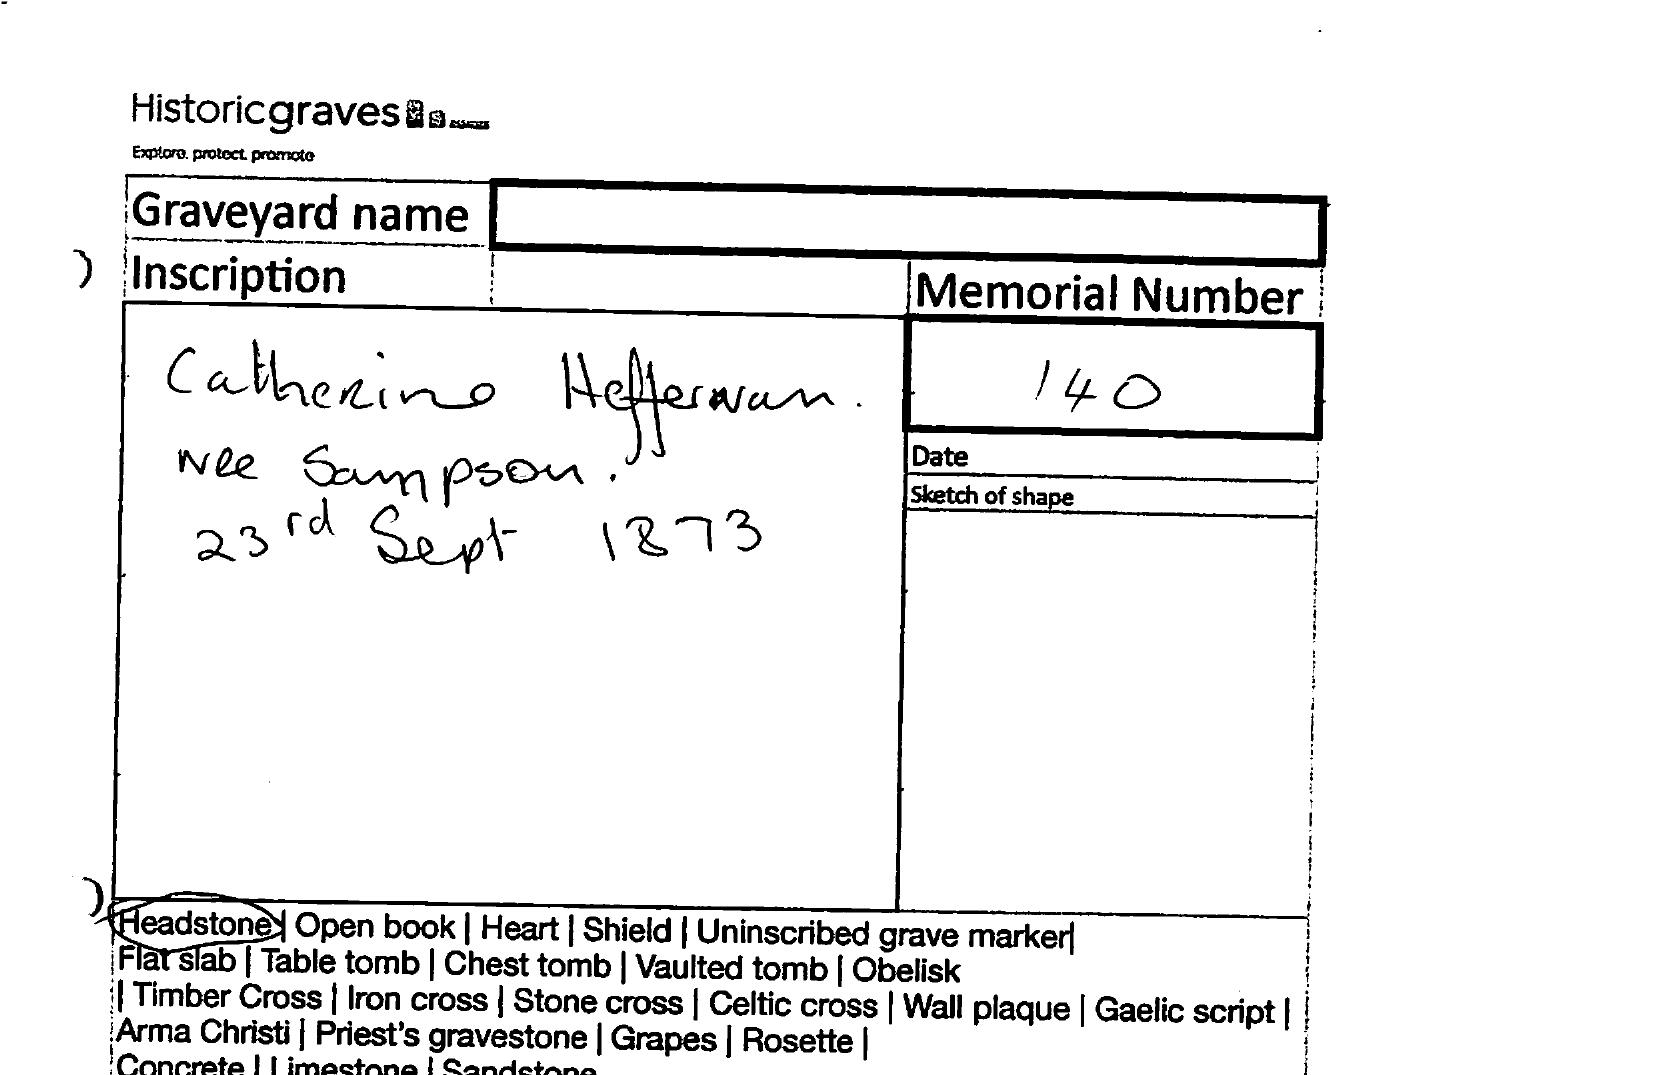 Historicgraves
Explore. protect. promote
Graveyard name
) Inscription
Memorial Number
Catherine Heffernan.
140
nee Sampson.
23rd Sept 1873
Date
Sketch of shape
Headstone | Open book | Heart | Shield | Uninscribed grave marker|
Flat slab | Table tomb | Chest tomb | Vaulted tomb | Obelisk
| Timber Cross | Iron cross | Stone cross | Celtic cross | Wall plaque | Gaelic script |
Arma Christi | Priest's gravestone | Grapes | Rosette |
Concrete | Limestone | Sandstone